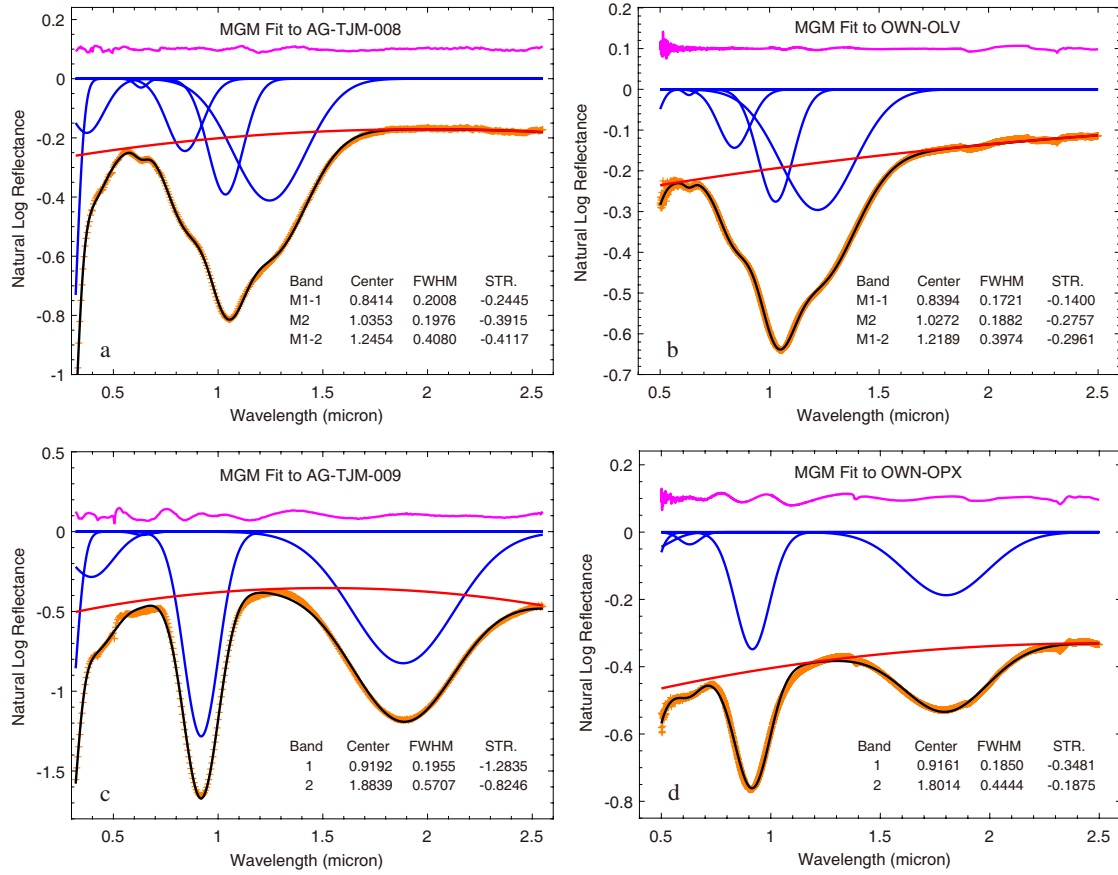 MGM Fit to AG-TJM-008
Natural Log Reflectance
0.2
0
-0.2
-0.4
-0.6
-0.8
-1
Band Center FWHM STR.
M1-1 0.8414 0.2008 -0.2445
M2 1.0353 0.1976 -0.3915
M1-2 1.2454 0.4080 -0.4117
a
0.5 1 1.5 2 2.5
Wavelength (micron)
MGM Fit to OWN-OLV
Natural Log Reflectance
0.2
0.1
0
-0.1
-0.2
-0.3
-0.4
-0.5
-0.6
-0.7
Band Center FWHM STR.
M1-1 0.8394 0.1721 -0.1400
M2 1.0272 0.1882 -0.2757
M1-2 1.2189 0.3974 -0.2961
b
0.5 1 1.5 2 2.5
Wavelength (micron)
MGM Fit to AG-TJM-009
Natural Log Reflectance
0.5
0
-0.5
-1
-1.5
Band Center FWHM STR.
1 0.9192 0.1955 -1.2835
2 1.8839 0.5707 -0.8246
c
0.5 1 1.5 2 2.5
Wavelength (micron)
MGM Fit to OWN-OPX
Natural Log Reflectance
0.2
0
-0.2
-0.4
-0.6
-0.8
Band Center FWHM STR.
1 0.9161 0.1850 -0.3481
2 1.8014 0.4444 -0.1875
d
0.5 1 1.5 2 2.5
Wavelength (micron)